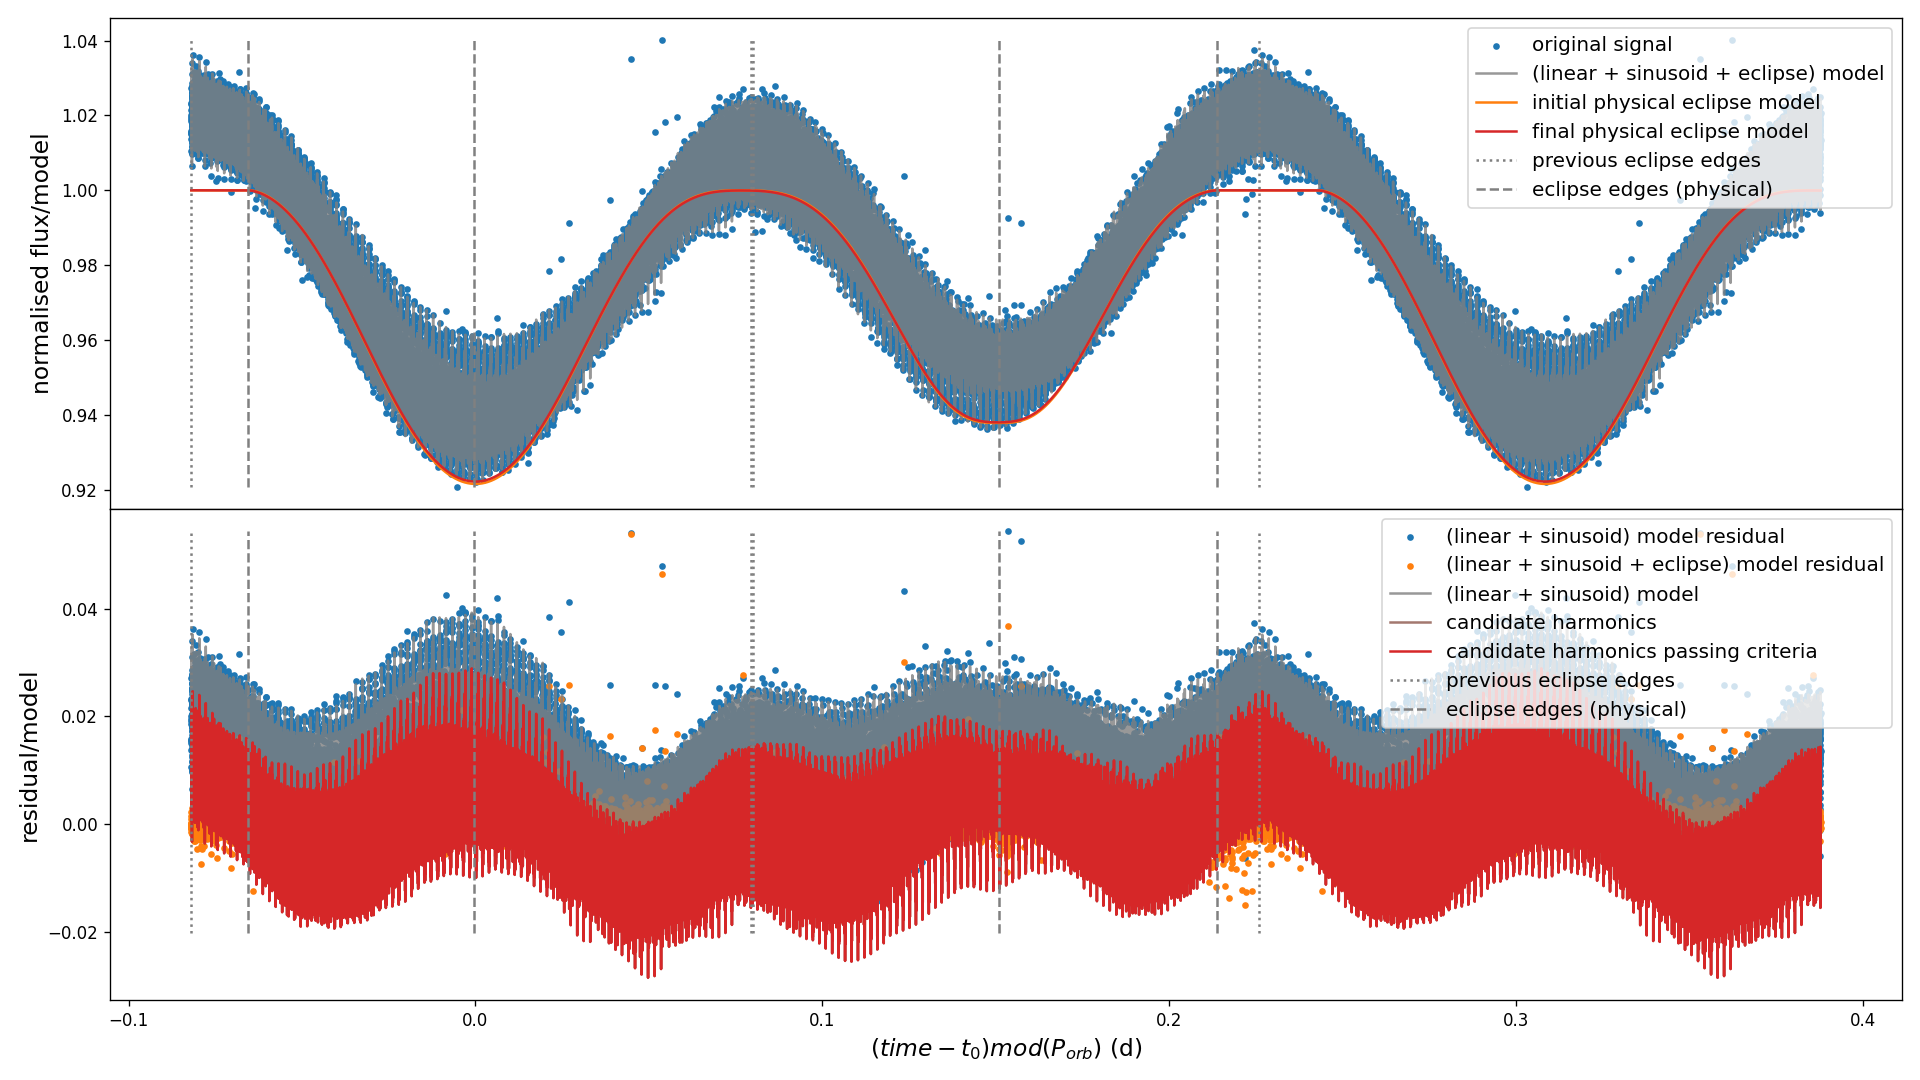 1.04
1.02
1.00
0.98
0.96
0.94
0.92
normalised flux/model
original signal
(linear + sinusoid + eclipse) model
initial physical eclipse model
final physical eclipse model
previous eclipse edges
eclipse edges (physical)
0.04
0.02
0.00
−0.02
residual/model
(linear + sinusoid) model residual
(linear + sinusoid + eclipse) model residual
(linear + sinusoid) model
candidate harmonics
candidate harmonics passing criteria
previous eclipse edges
eclipse edges (physical)
−0.1 0.0 0.1 0.2 0.3 0.4
(time − t₀)mod(P_orb) (d)